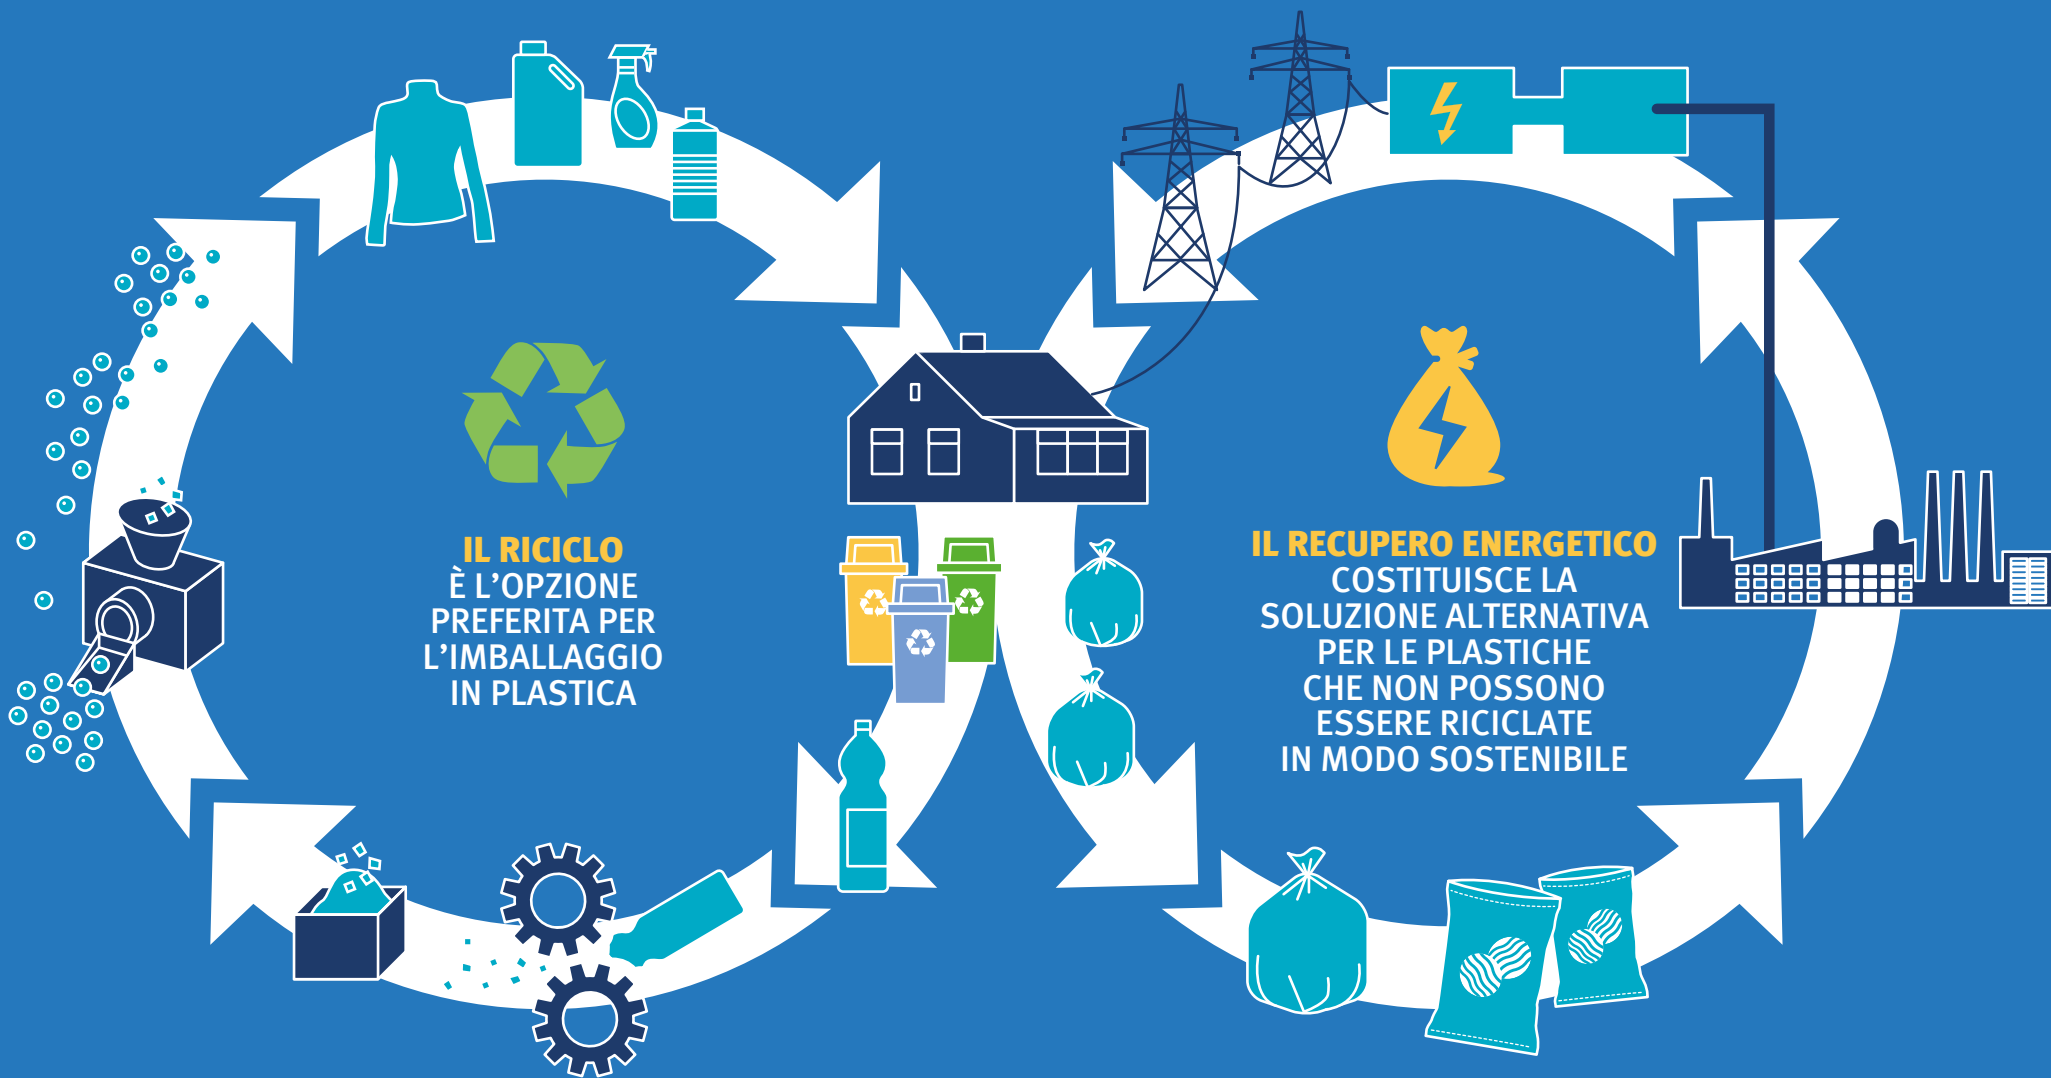 IL RICICLO
È L'OPZIONE
PREFERITA PER
L'IMBALLAGGIO
IN PLASTICA
IL RECUPERO ENERGETICO
COSTITUISCE LA
SOLUZIONE ALTERNATIVA
PER LE PLASTICHE
CHE NON POSSONO
ESSERE RICICLATE
IN MODO SOSTENIBILE